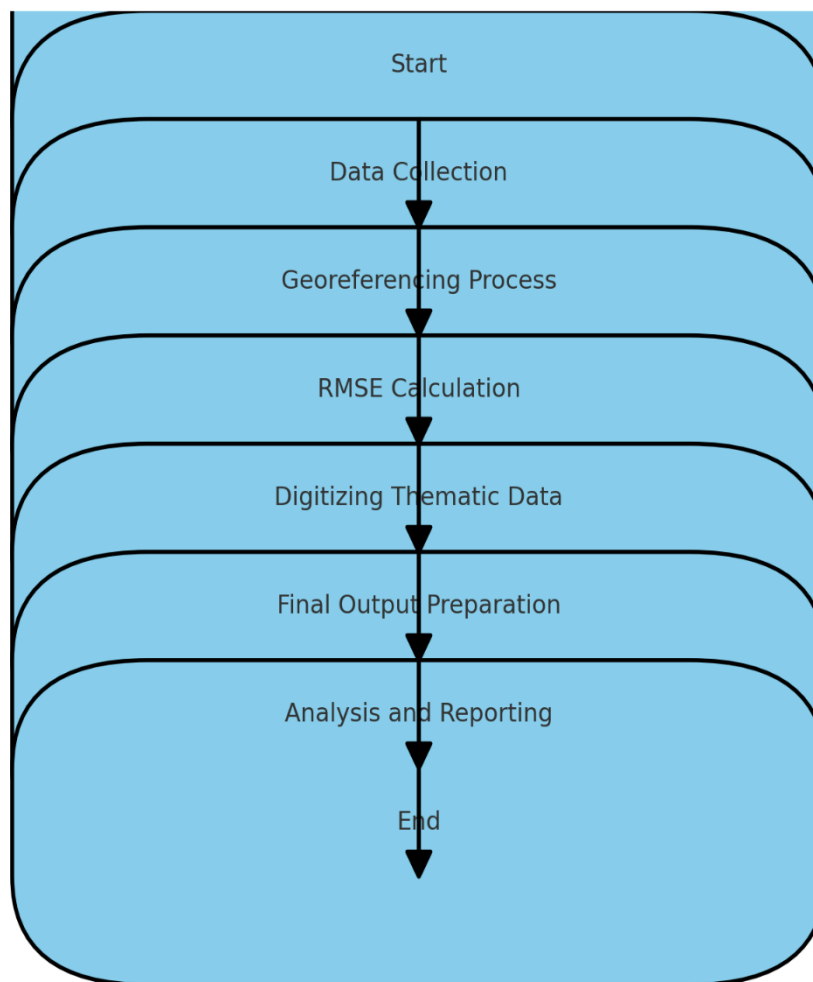 Start
Data Collection
Georeferencing Process
RMSE Calculation
Digitizing Thematic Data
Final Output Preparation
Analysis and Reporting
End